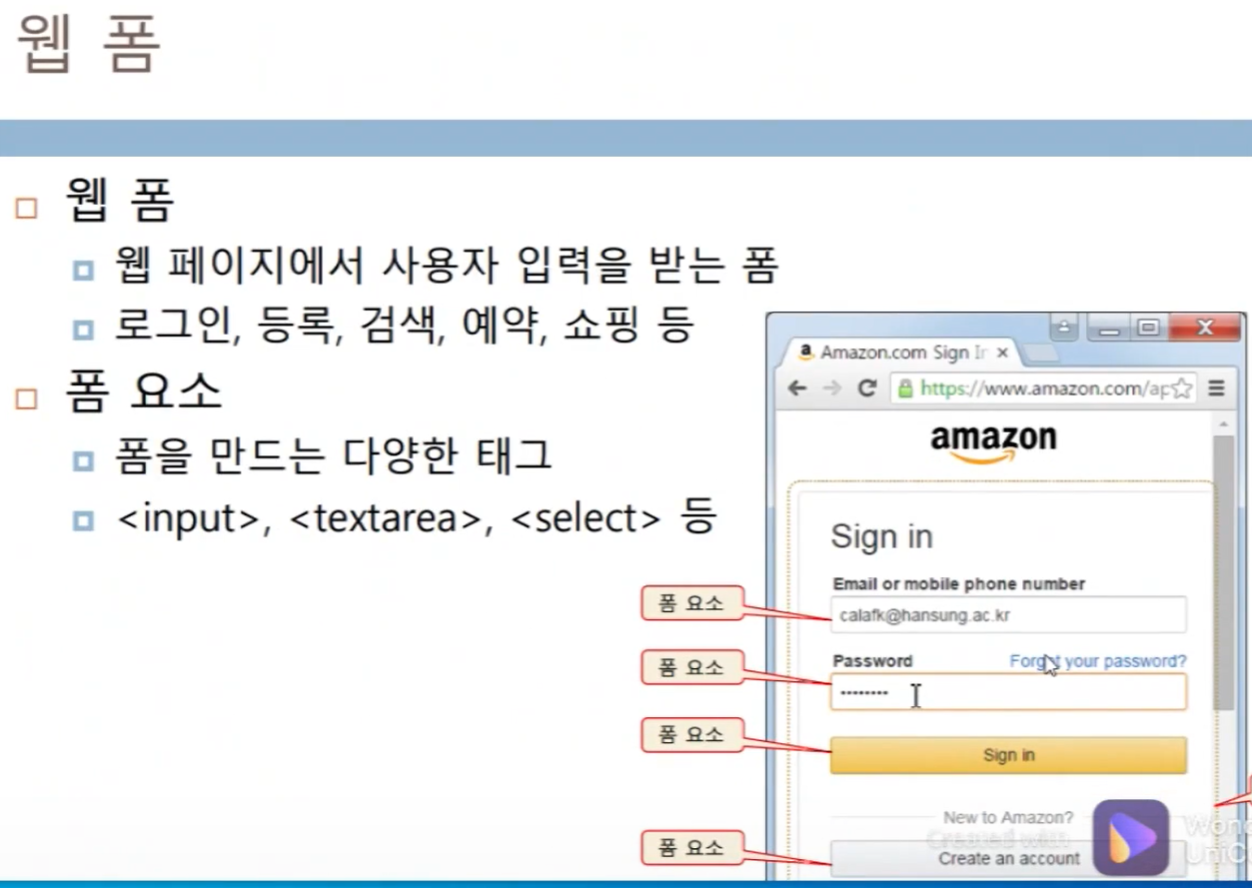 웹 폼
웹 폼
웹 페이지에서 사용자 입력을 받는 폼
로그인, 등록, 검색, 예약, 쇼핑 등
폼 요소
폼을 만드는 다양한 태그
<input>, <textarea>, <select> 등
Amazon.com Sign In
https://www.amazon.com/ap
amazon
Sign in
Email or mobile phone number
폼 요소
calafk@hansung.ac.kr
Password Forgot your password?
폼 요소
폼 요소
Sign in
New to Amazon?
Created with
폼 요소
Create an account